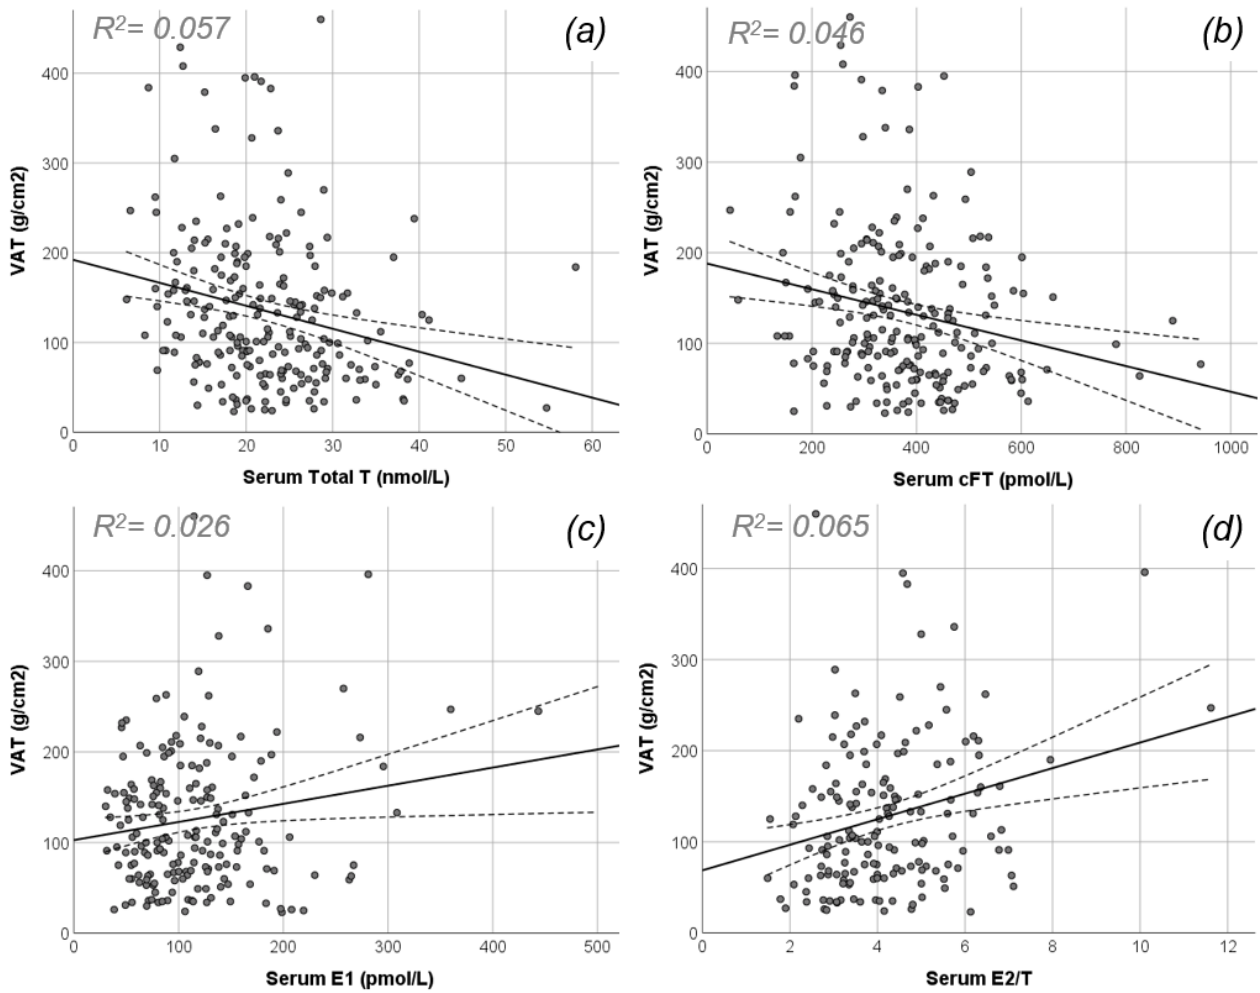 R²= 0.057
(a)
400
300
200
100
0
VAT (g/cm2)
0 10 20 30 40 50 60
Serum Total T (nmol/L)
R²= 0.046
(b)
400
300
200
100
0
VAT (g/cm2)
0 200 400 600 800 1000
Serum cFT (pmol/L)
R²= 0.026
(c)
400
300
200
100
0
VAT (g/cm2)
0 100 200 300 400 500
Serum E1 (pmol/L)
R²= 0.065
(d)
400
300
200
100
0
VAT (g/cm2)
0 2 4 6 8 10 12
Serum E2/T